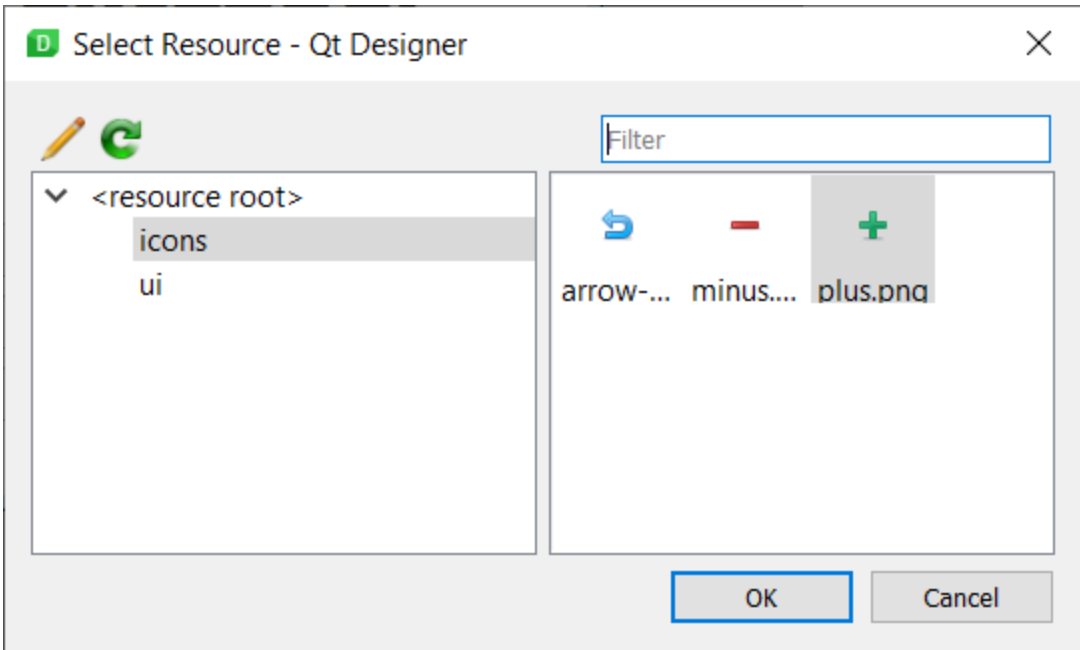 Select Resource - Qt Designer
Filter
<resource root>
icons
ui
arrow-... minus.... plus.png
OK Cancel